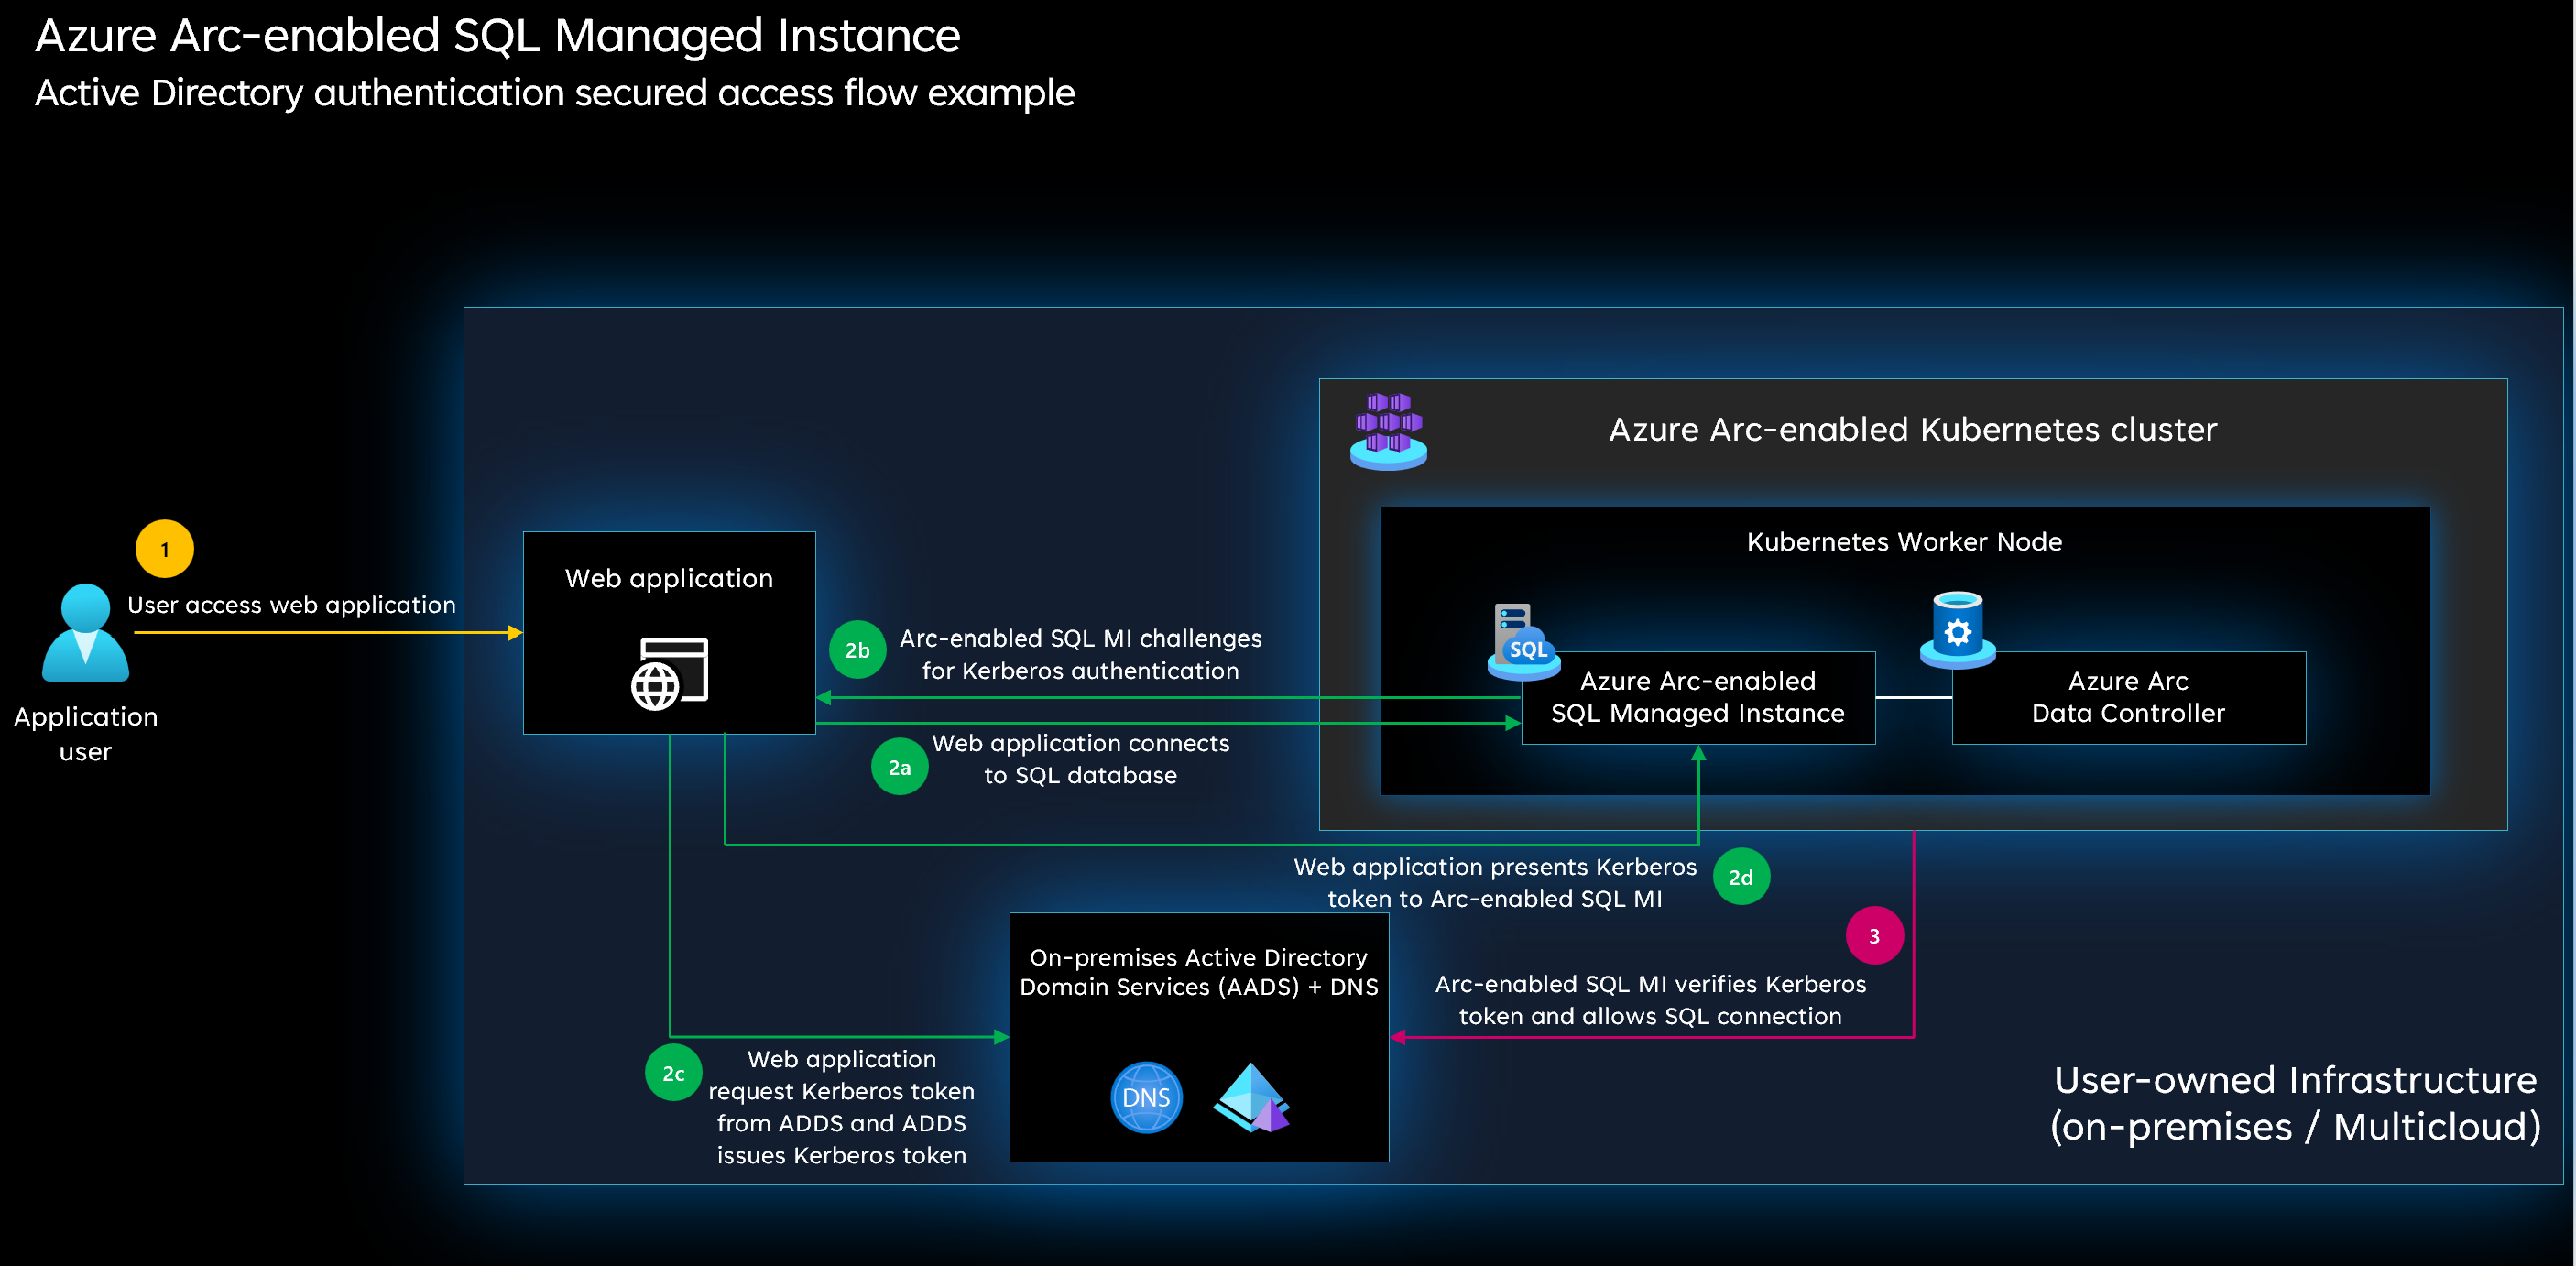 Azure Arc-enabled SQL Managed Instance
Active Directory authentication secured access flow example
Azure Arc-enabled Kubernetes cluster
Kubernetes Worker Node
1
User access web application
Application
user
Web application
2b
Arc-enabled SQL MI challenges
for Kerberos authentication
SQL
Azure Arc-enabled
SQL Managed Instance
Azure Arc
Data Controller
2a
Web application connects
to SQL database
Web application presents Kerberos
token to Arc-enabled SQL MI
2d
3
On-premises Active Directory
Domain Services (AADS) + DNS
DNS
Arc-enabled SQL MI verifies Kerberos
token and allows SQL connection
2c
Web application
request Kerberos token
from ADDS and ADDS
issues Kerberos token
User-owned Infrastructure
(on-premises / Multicloud)